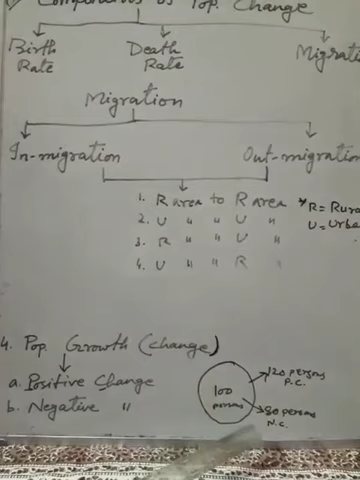 Components of Pop. Change
Birth Rate
Death Rate
Migrati
Migration
In-migration
Out-migration
1. R area to R area
2. U " " U "
3. R " " U "
4. U " " R "
* R = Rura
U = Urba
4. Pop. Growth (change)
a. Positive Change
b. Negative "
100 persons
120 persons P.C.
80 persons N.C.